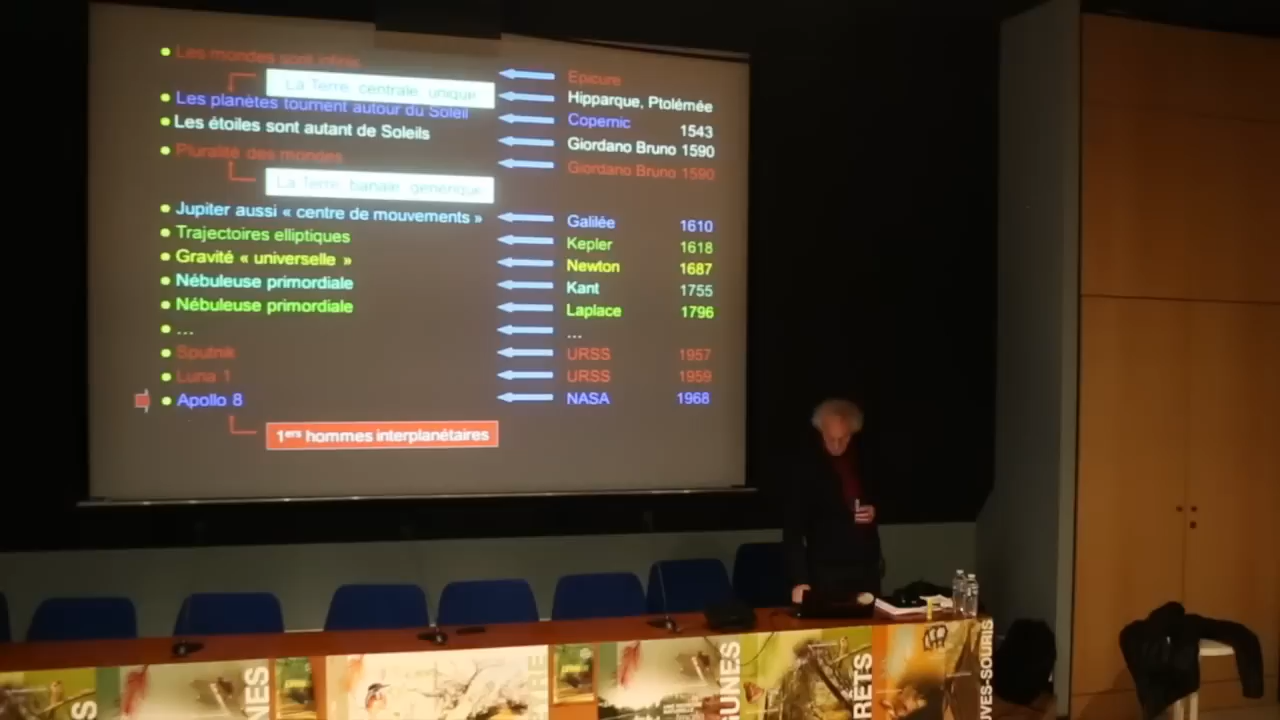 Les mondes sont infinis
Epicure
La Terre: centrale, unique
Hipparque, Ptolémée
Les planètes tournent autour du Soleil
Copernic 1543
Les étoiles sont autant de Soleils
Giordano Bruno 1590
Pluralité des mondes
Giordano Bruno 1590
La Terre: banale, générique
Jupiter aussi « centre de mouvements »
Galilée 1610
Trajectoires elliptiques
Kepler 1618
Gravité « universelle »
Newton 1687
Nébuleuse primordiale
Kant 1755
Nébuleuse primordiale
Laplace 1796
...
...
Sputnik
URSS 1957
Luna 1
URSS 1959
Apollo 8
NASA 1968
1ers hommes interplanétaires